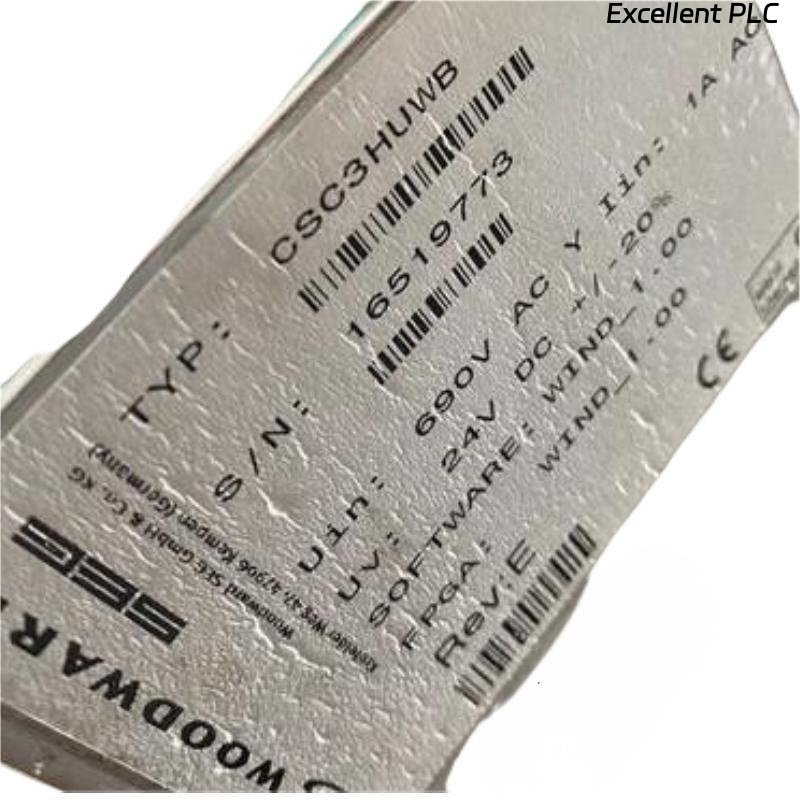 Excellent PLC
WOODWAR
SEG
Woodward SEG GmbH & Co. KG
Krefelder Weg 47, 47906 Kempen (Germany)
TYP: CSC3HUWB
S/N: 16519773
Uin: 690V AC Y Iin: 1A AC
UV: 24V DC +/-20%
SOFTWARE: WIND_1.00
FPGA: WIND_1.00
Rev:E
CE